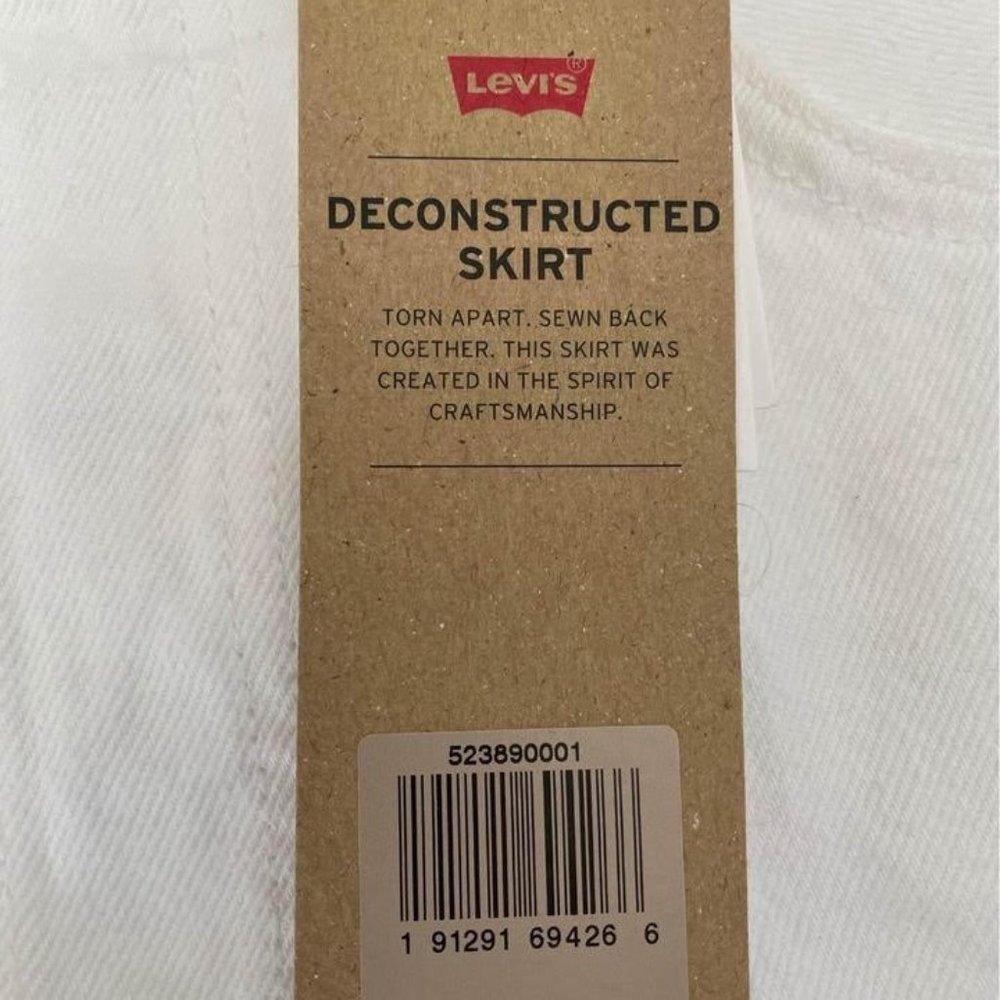 Levi's®
DECONSTRUCTED
SKIRT
TORN APART. SEWN BACK
TOGETHER. THIS SKIRT WAS
CREATED IN THE SPIRIT OF
CRAFTSMANSHIP.
523890001
1 91291 69426 6